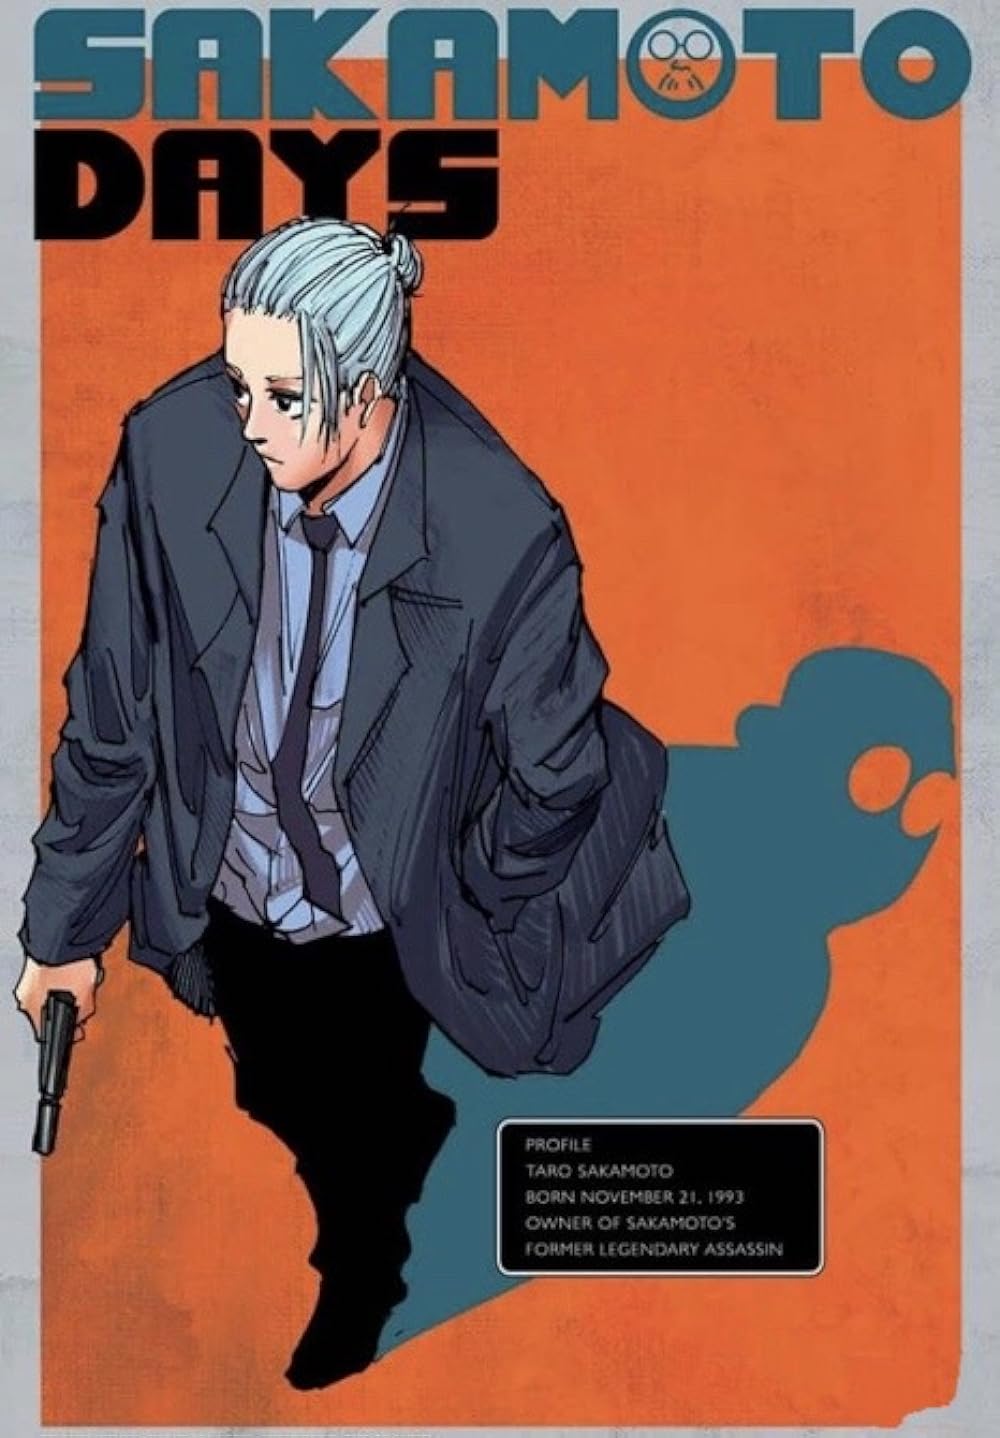 SAKAMOTO
DAYS
PROFILE
TARO SAKAMOTO
BORN NOVEMBER 21, 1993
OWNER OF SAKAMOTO'S
FORMER LEGENDARY ASSASSIN